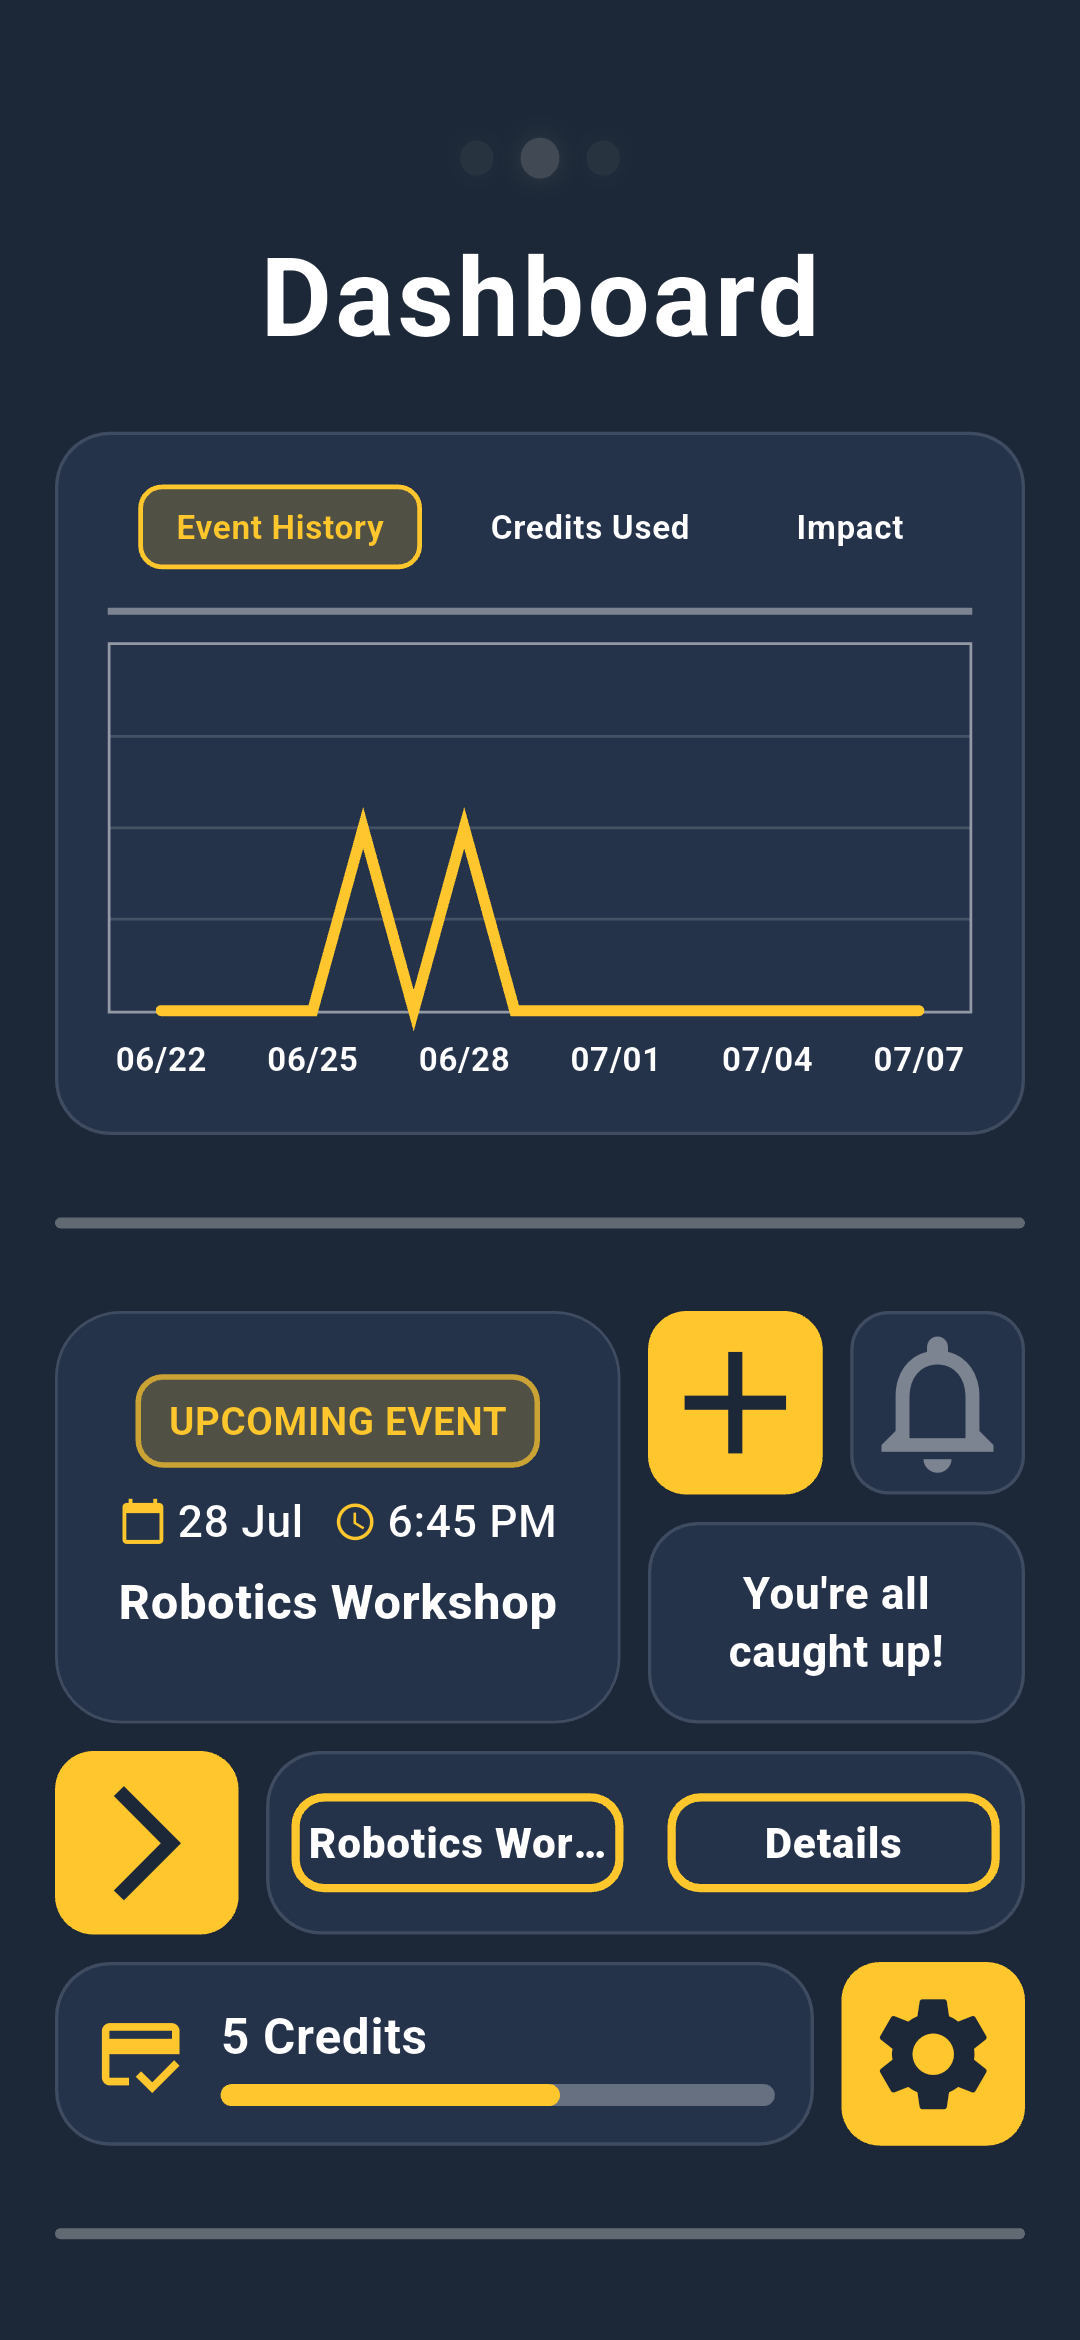 Dashboard
Event History
Credits Used
Impact
06/22 06/25 06/28 07/01 07/04 07/07
UPCOMING EVENT
28 Jul 6:45 PM
Robotics Workshop
You're all
caught up!
Robotics Wor...
Details
5 Credits